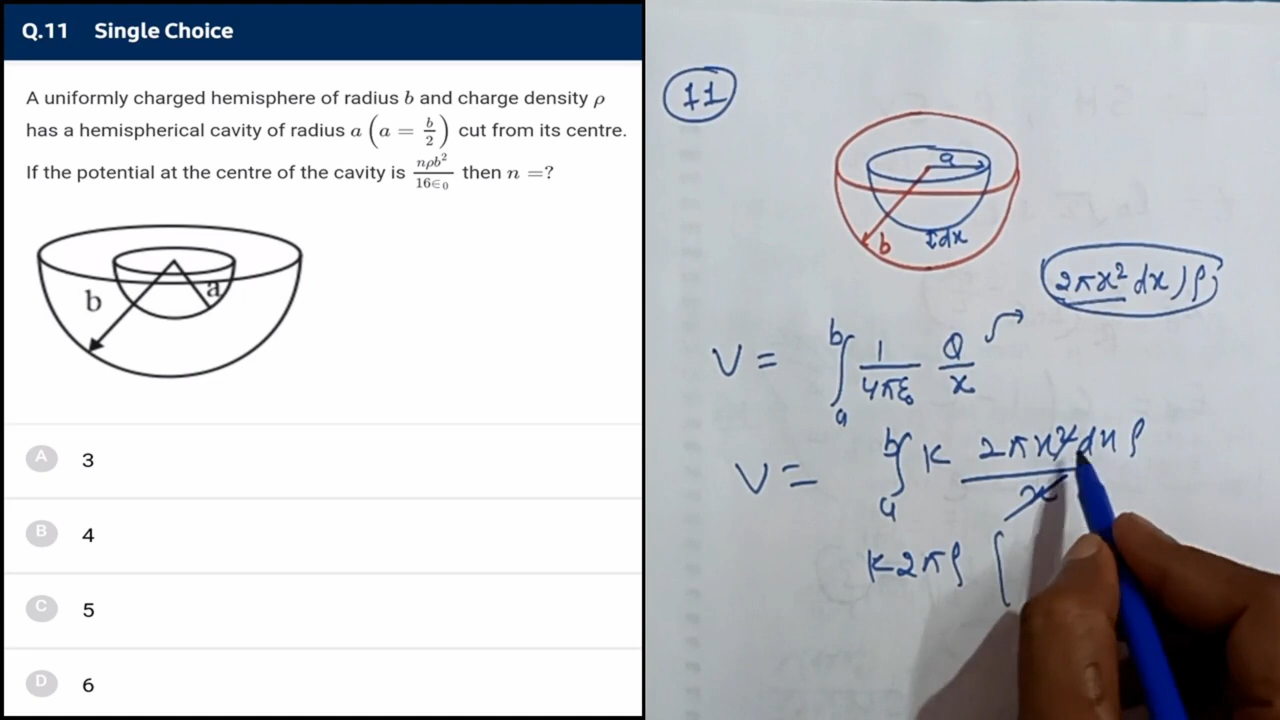 Q.11 Single Choice
A uniformly charged hemisphere of radius b and charge density ρ
has a hemispherical cavity of radius a (a = b/2) cut from its centre.
If the potential at the centre of the cavity is nρb²/16∈₀ then n =?
b
a
A 3
B 4
C 5
D 6
11
a
b
dx
2πx² dx) ρ;
V = ∫ₐᵇ 1/4πε₀ Q/x
V = ∫ₐᵇ K 2πx² dx ρ / x
K2πρ [